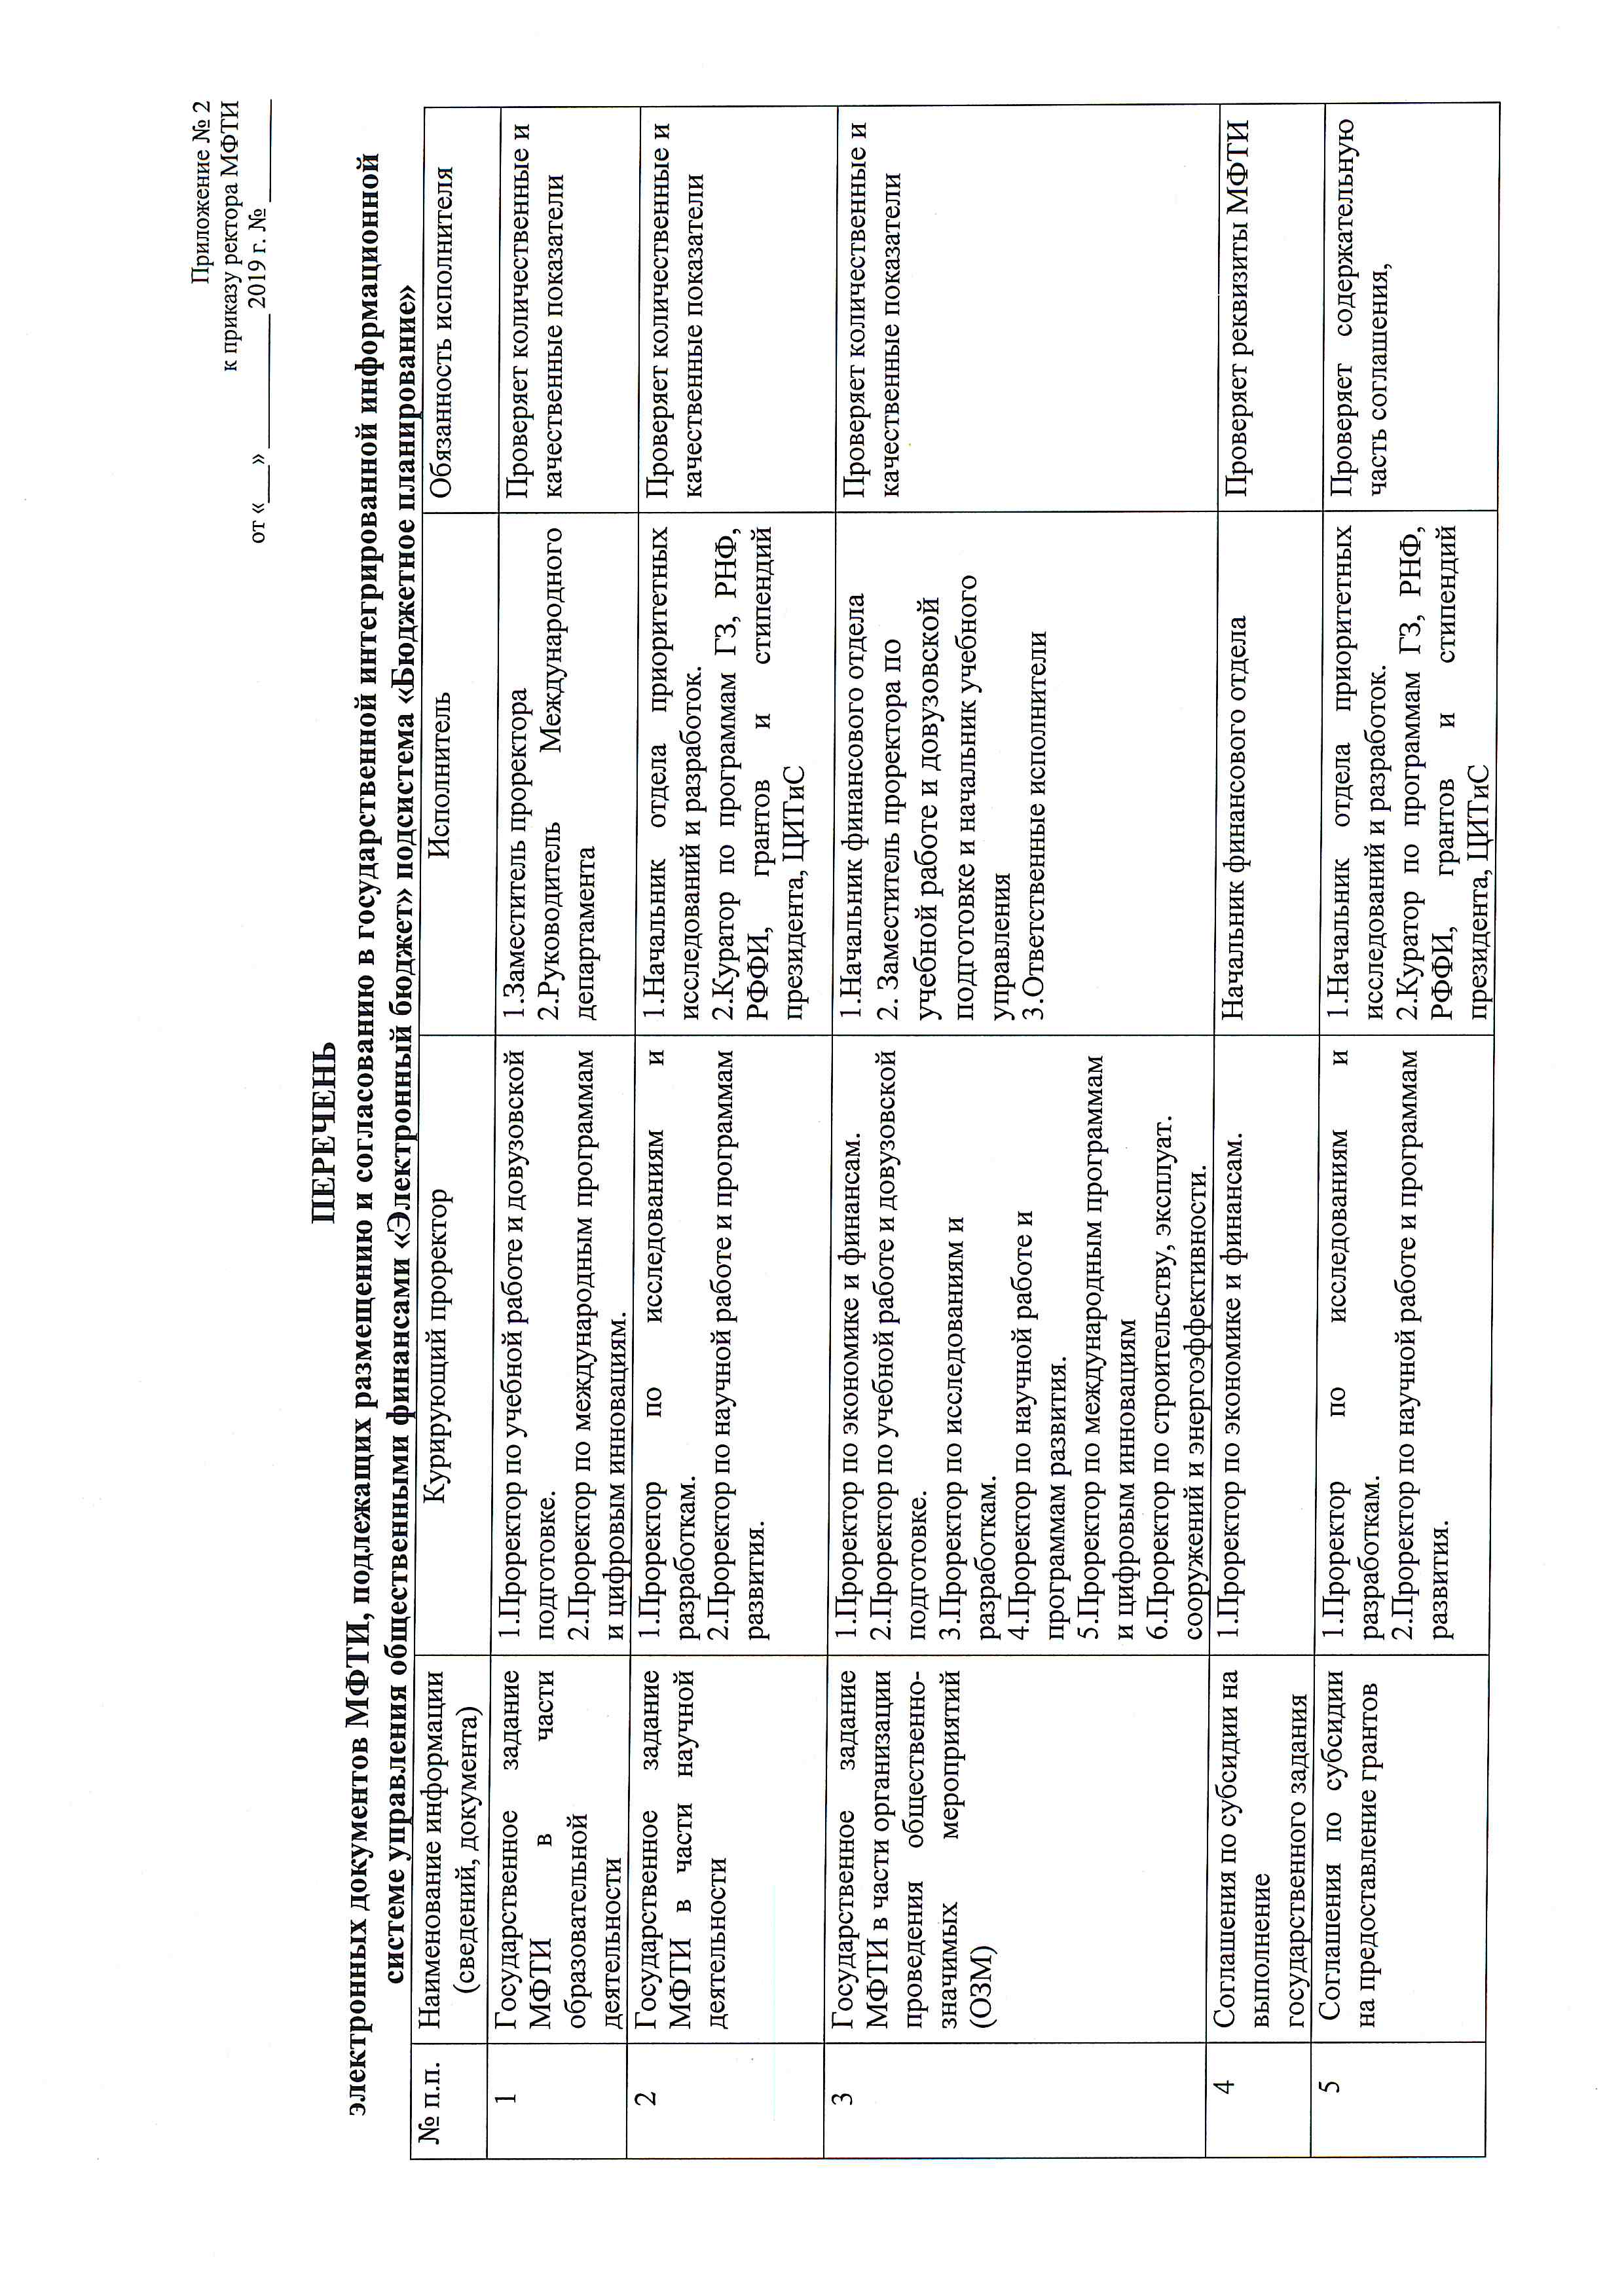 Приложение № 2
к приказу ректора МФТИ
от «___» ____________ 2019 г. № ________
ПЕРЕЧЕНЬ
электронных документов МФТИ, подлежащих размещению и согласованию в государственной интегрированной информационной
системе управления общественными финансами «Электронный бюджет» подсистема «Бюджетное планирование»
№ п.п.
Наименование информации
(сведений, документа)
Курирующий проректор
Исполнитель
Обязанность исполнителя
1
Государственное задание
МФТИ в части
образовательной
деятельности
1.Проректор по учебной работе и довузовской
подготовке.
2.Проректор по международным программам
и цифровым инновациям.
1.Заместитель проректора
2.Руководитель Международного
департамента
Проверяет количественные и
качественные показатели
2
Государственное задание
МФТИ в части научной
деятельности
1.Проректор по исследованиям и
разработкам.
2.Проректор по научной работе и программам
развития.
1.Начальник отдела приоритетных
исследований и разработок.
2.Куратор по программам ГЗ, РНФ,
РФФИ, грантов и стипендий
президента, ЦИТиС
Проверяет количественные и
качественные показатели
3
Государственное задание
МФТИ в части организации
проведения общественно-
значимых мероприятий
(ОЗМ)
1.Проректор по экономике и финансам.
2.Проректор по учебной работе и довузовской
подготовке.
3.Проректор по исследованиям и
разработкам.
4.Проректор по научной работе и
программам развития.
5.Проректор по международным программам
и цифровым инновациям
6.Проректор по строительству, эксплуат.
сооружений и энергоэффективности.
1.Начальник финансового отдела
2. Заместитель проректора по
учебной работе и довузовской
подготовке и начальник учебного
управления
3.Ответственные исполнители
Проверяет количественные и
качественные показатели
4
Соглашения по субсидии на
выполнение
государственного задания
1.Проректор по экономике и финансам.
Начальник финансового отдела
Проверяет реквизиты МФТИ
5
Соглашения по субсидии
на предоставление грантов
1.Проректор по исследованиям и
разработкам.
2.Проректор по научной работе и программам
развития.
1.Начальник отдела приоритетных
исследований и разработок.
2.Куратор по программам ГЗ, РНФ,
РФФИ, грантов и стипендий
президента, ЦИТиС
Проверяет содержательную
часть соглашения,